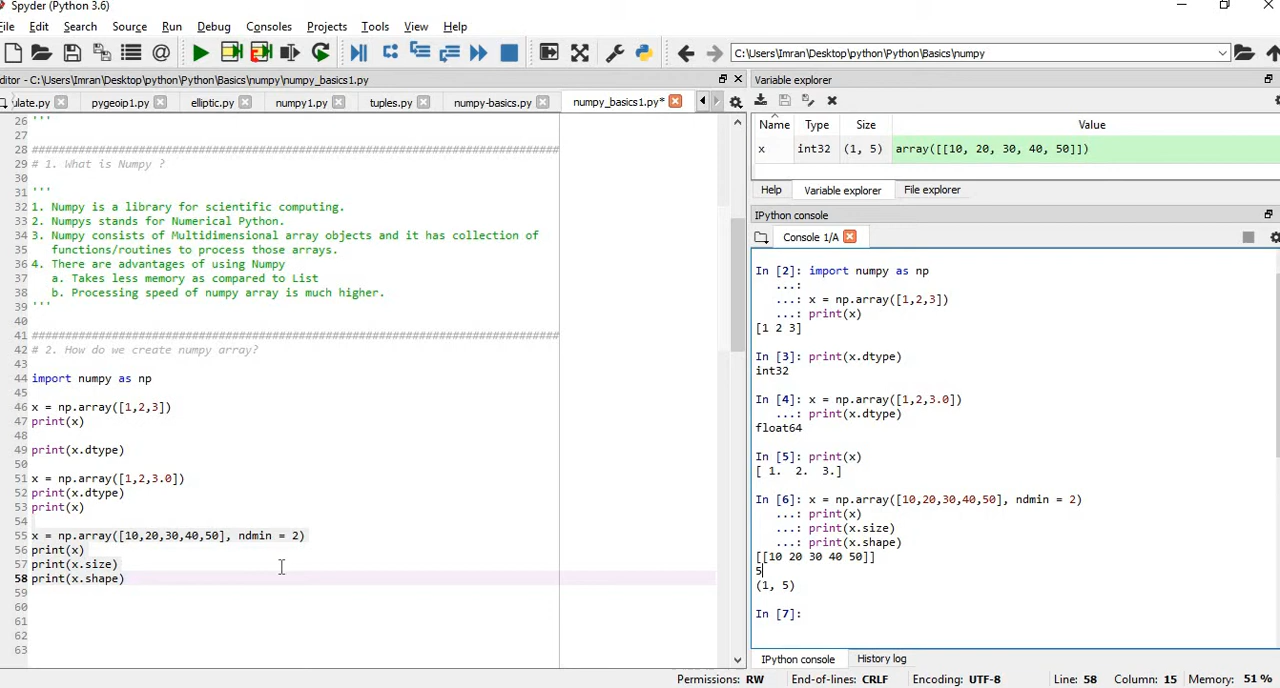 Spyder (Python 3.6)
File Edit Search Source Run Debug Consoles Projects Tools View Help
C:\Users\Imran\Desktop\python\Python\Basics\numpy
ditor - C:\Users\Imran\Desktop\python\Python\Basics\numpy\numpy_basics1.py
ulate.py pygeoip1.py elliptic.py numpy1.py tuples.py numpy-basics.py numpy_basics1.py*
26 '''
27
28 ##############################################################################
29 # 1. What is Numpy ?
30
31 '''
32 1. Numpy is a library for scientific computing.
33 2. Numpys stands for Numerical Python.
34 3. Numpy consists of Multidimensional array objects and it has collection of
35 functions/routines to process those arrays.
36 4. There are advantages of using Numpy
37 a. Takes less memory as compared to List
38 b. Processing speed of numpy array is much higher.
39 '''
40
41 ##############################################################################
42 # 2. How do we create numpy array?
43
44 import numpy as np
45
46 x = np.array([1,2,3])
47 print(x)
48
49 print(x.dtype)
50
51 x = np.array([1,2,3.0])
52 print(x.dtype)
53 print(x)
54
55 x = np.array([10,20,30,40,50], ndmin = 2)
56 print(x)
57 print(x.size)
58 print(x.shape)
59
60
61
62
63
Variable explorer
Name Type Size Value
x int32 (1, 5) array([[10, 20, 30, 40, 50]])
Help Variable explorer File explorer
IPython console
Console 1/A
In [2]: import numpy as np
...:
...: x = np.array([1,2,3])
...: print(x)
[1 2 3]
In [3]: print(x.dtype)
int32
In [4]: x = np.array([1,2,3.0])
...: print(x.dtype)
float64
In [5]: print(x)
[ 1. 2. 3.]
In [6]: x = np.array([10,20,30,40,50], ndmin = 2)
...: print(x)
...: print(x.size)
...: print(x.shape)
[[10 20 30 40 50]]
5
(1, 5)
In [7]:
IPython console History log
Permissions: RW End-of-lines: CRLF Encoding: UTF-8 Line: 58 Column: 15 Memory: 51 %